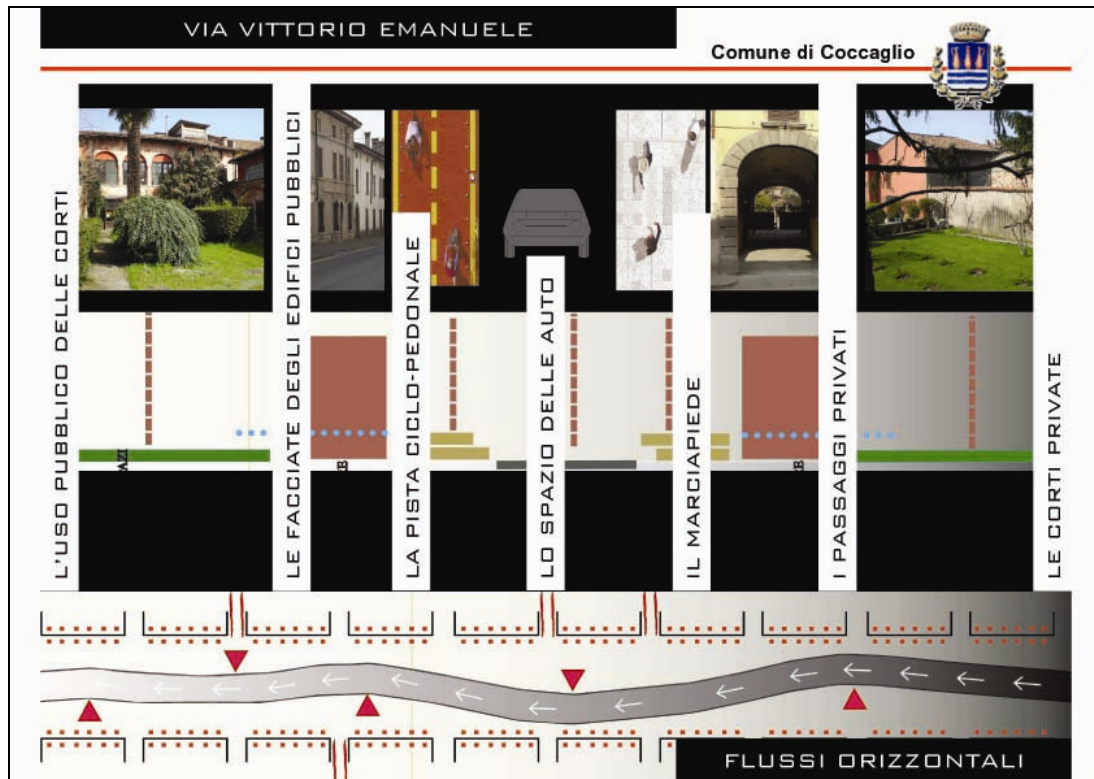 VIA VITTORIO EMANUELE
Comune di Coccaglio
L'USO PUBBLICO DELLE CORTI
LE FACCIATE DEGLI EDIFICI PUBBLICI
LA PISTA CICLO-PEDONALE
LO SPAZIO DELLE AUTO
IL MARCIAPIEDE
I PASSAGGI PRIVATI
LE CORTI PRIVATE
FLUSSI ORIZZONTALI